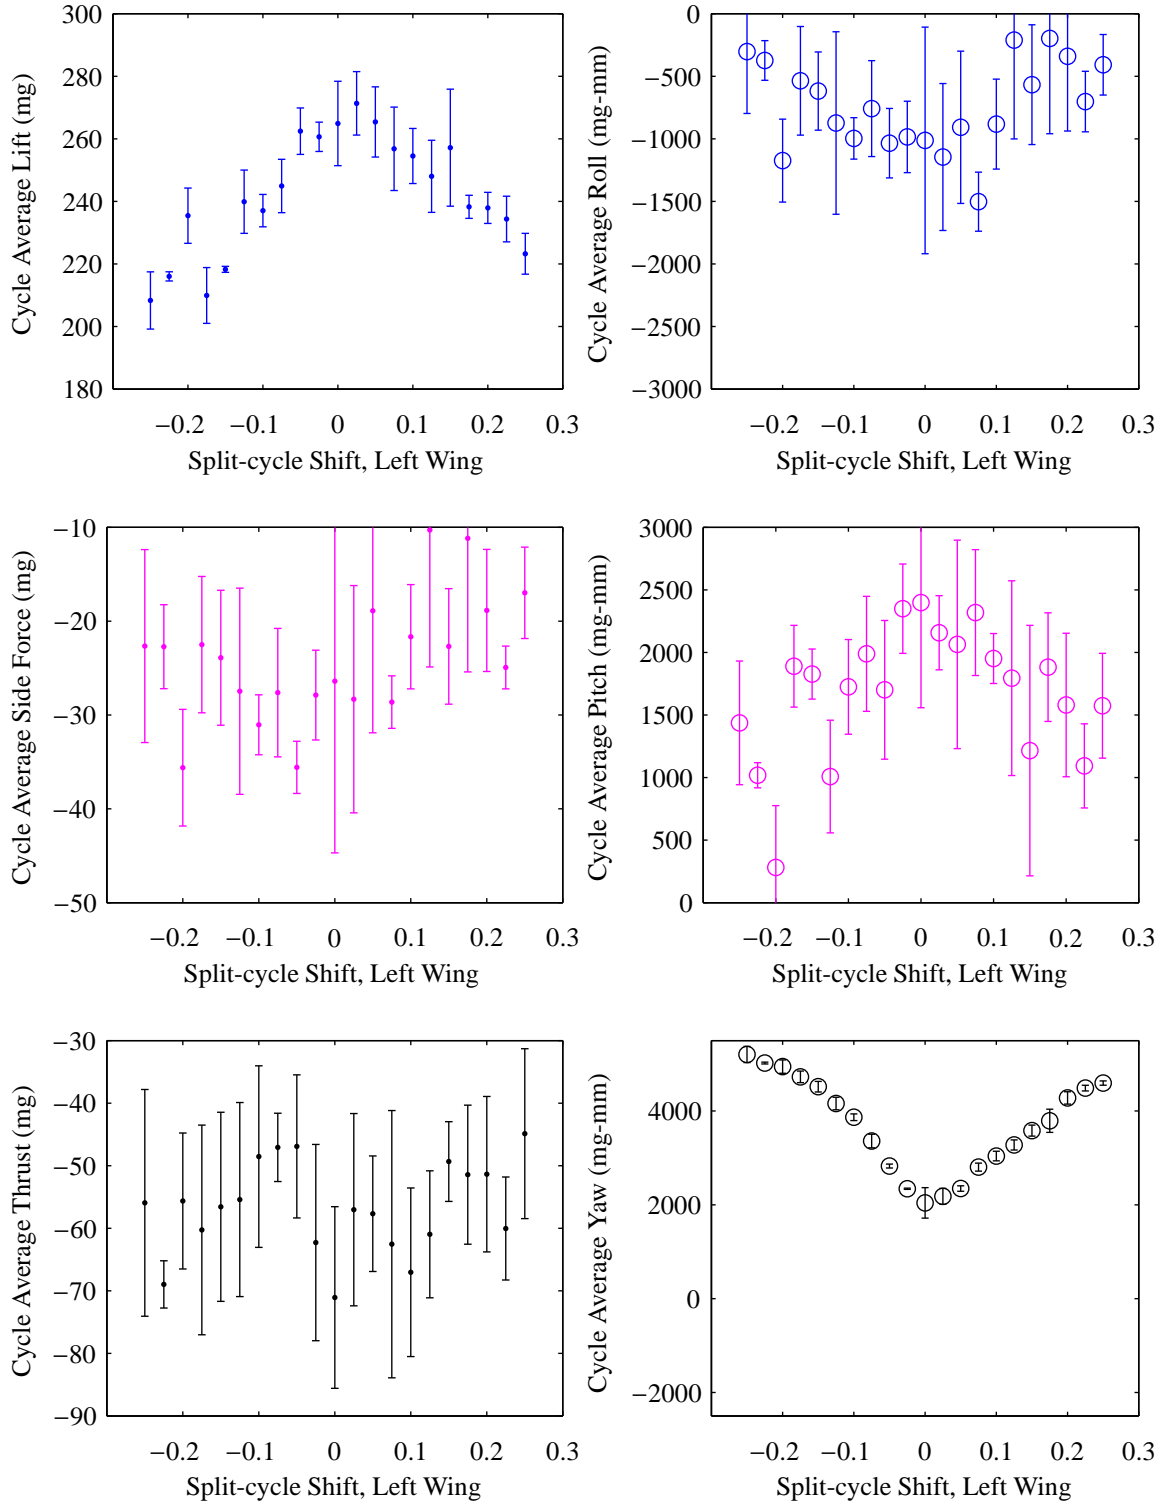 300
280
260
240
220
200
180
Cycle Average Lift (mg)
−0.2 −0.1 0 0.1 0.2 0.3
Split-cycle Shift, Left Wing
0
−500
−1000
−1500
−2000
−2500
−3000
Cycle Average Roll (mg-mm)
−0.2 −0.1 0 0.1 0.2 0.3
Split-cycle Shift, Left Wing
−10
−20
−30
−40
−50
Cycle Average Side Force (mg)
−0.2 −0.1 0 0.1 0.2 0.3
Split-cycle Shift, Left Wing
3000
2500
2000
1500
1000
500
0
Cycle Average Pitch (mg-mm)
−0.2 −0.1 0 0.1 0.2 0.3
Split-cycle Shift, Left Wing
−30
−40
−50
−60
−70
−80
−90
Cycle Average Thrust (mg)
−0.2 −0.1 0 0.1 0.2 0.3
Split-cycle Shift, Left Wing
4000
2000
0
−2000
Cycle Average Yaw (mg-mm)
−0.2 −0.1 0 0.1 0.2 0.3
Split-cycle Shift, Left Wing